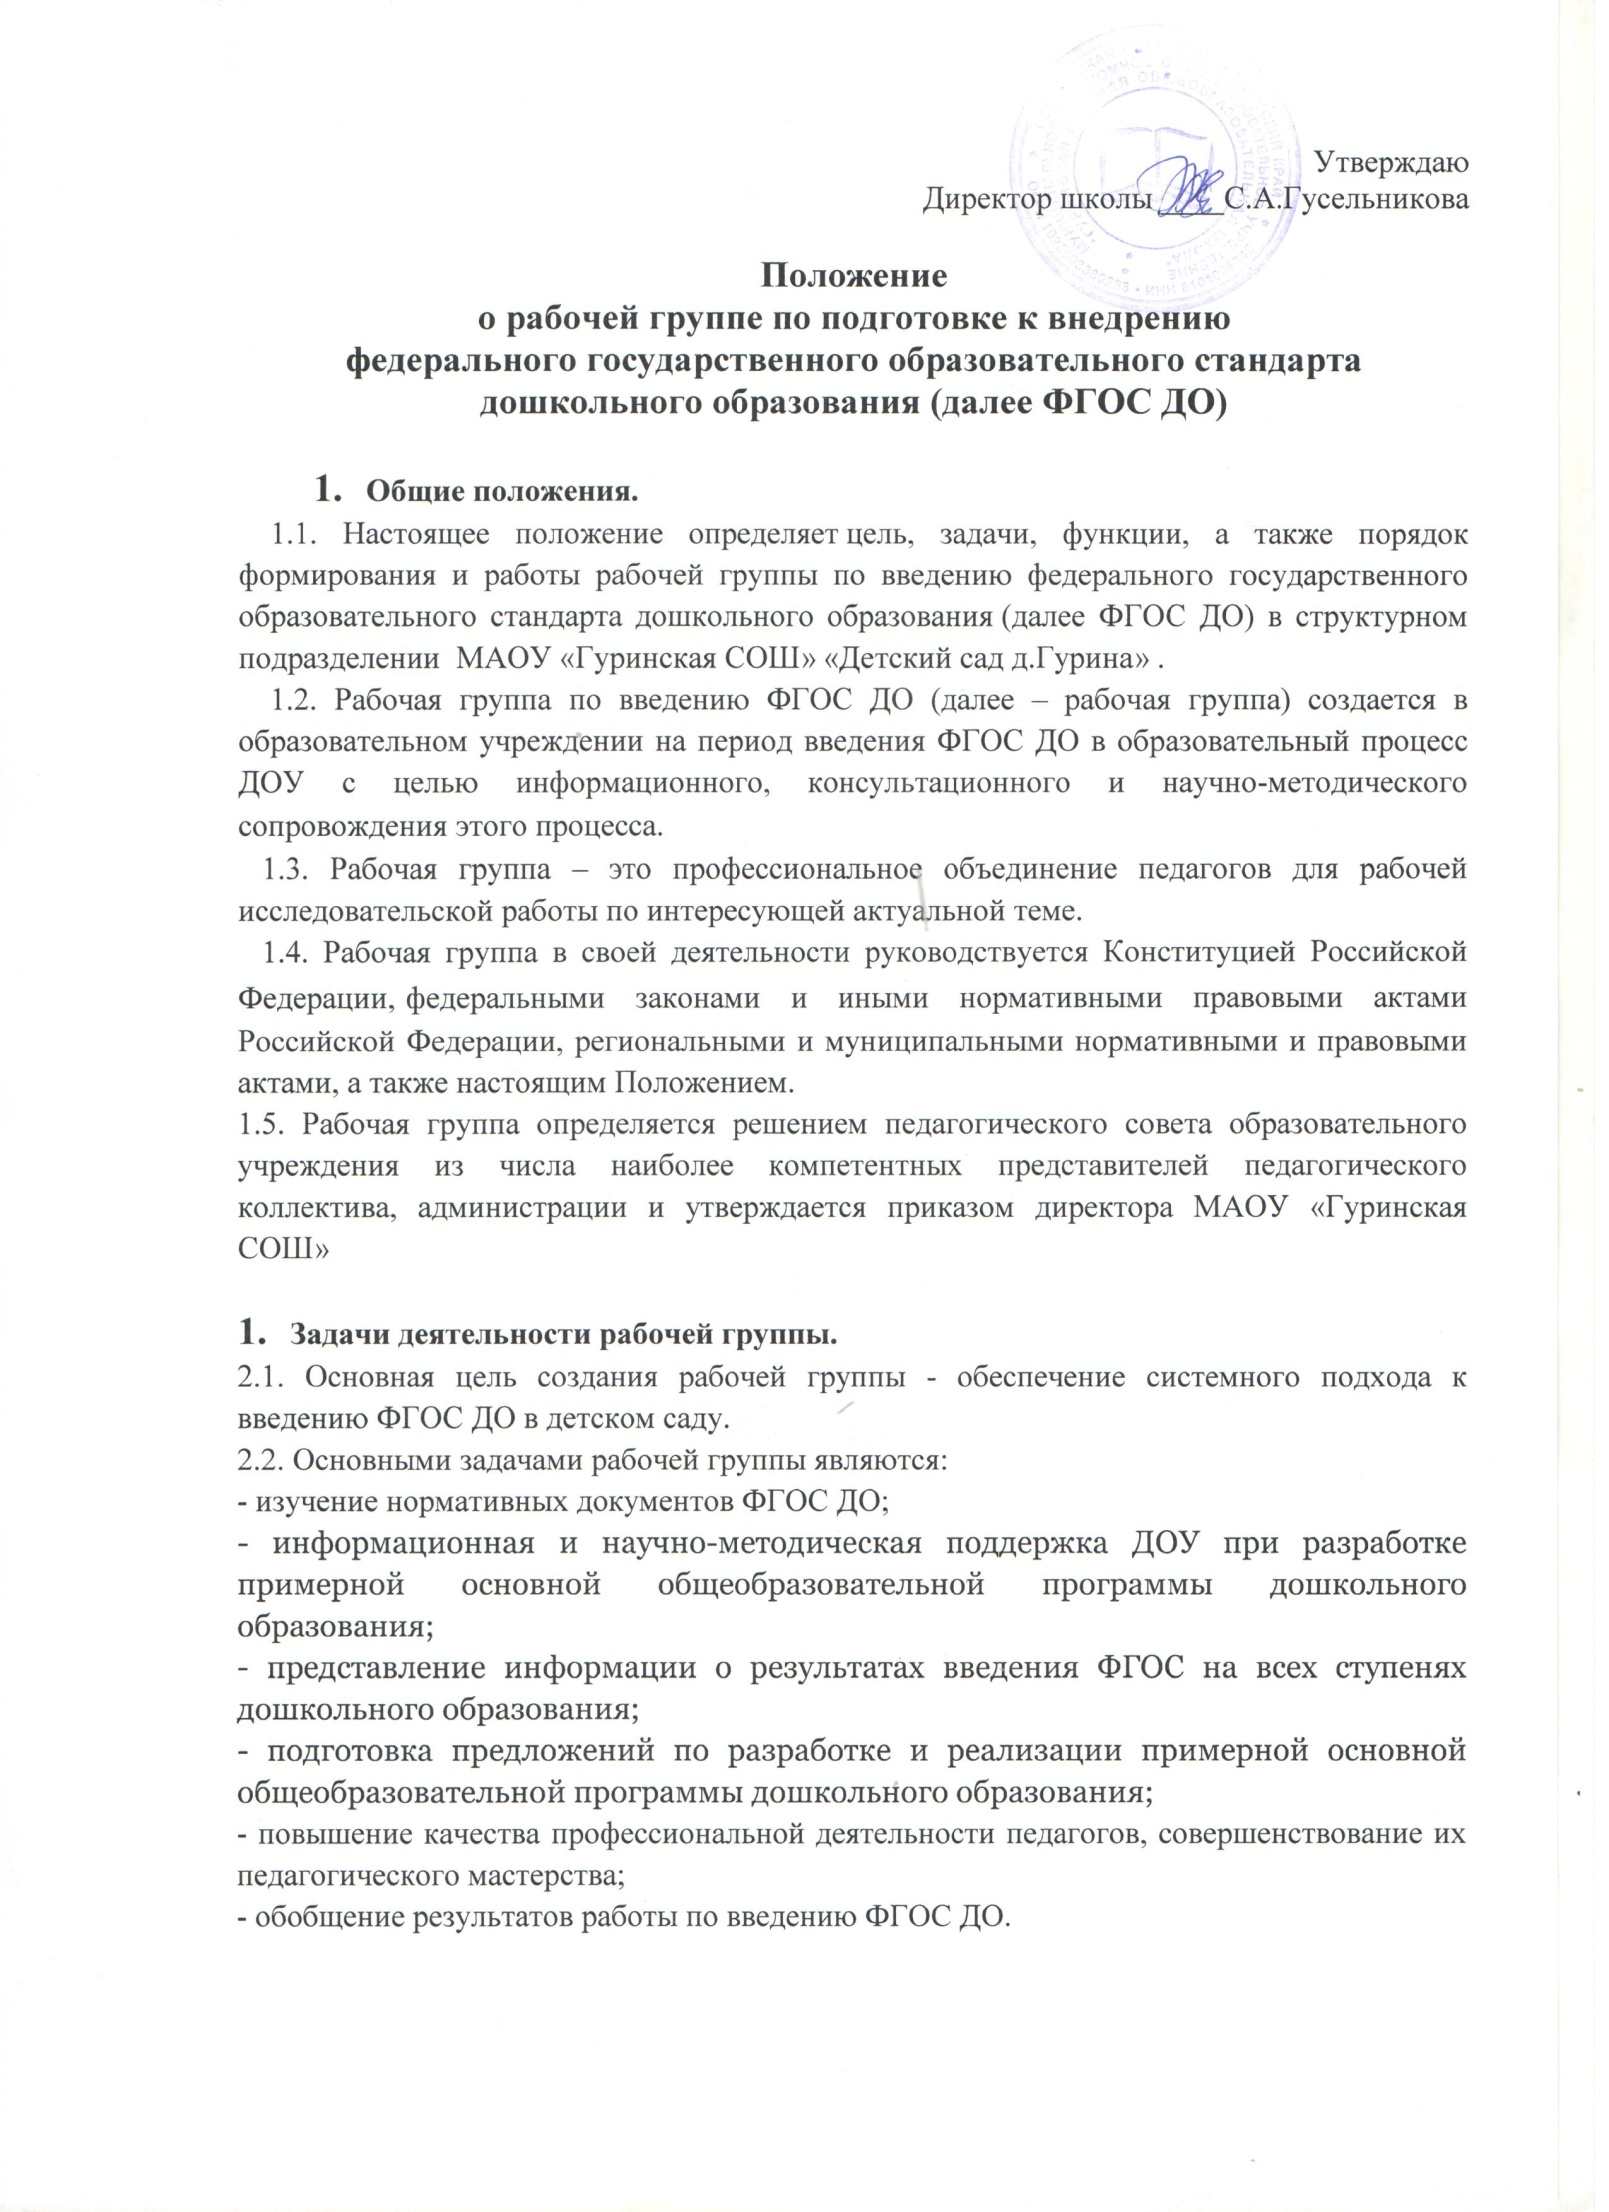 Утверждаю
Директор школы ____С.А.Гусельникова
Положение
о рабочей группе по подготовке к внедрению
федерального государственного образовательного стандарта
дошкольного образования (далее ФГОС ДО)
1. Общие положения.
1.1. Настоящее положение определяет цель, задачи, функции, а также порядок
формирования и работы рабочей группы по введению федерального государственного
образовательного стандарта дошкольного образования (далее ФГОС ДО) в структурном
подразделении МАОУ «Гуринская СОШ» «Детский сад д.Гурина» .
1.2. Рабочая группа по введению ФГОС ДО (далее – рабочая группа) создается в
образовательном учреждении на период введения ФГОС ДО в образовательный процесс
ДОУ с целью информационного, консультационного и научно-методического
сопровождения этого процесса.
1.3. Рабочая группа – это профессиональное объединение педагогов для рабочей
исследовательской работы по интересующей актуальной теме.
1.4. Рабочая группа в своей деятельности руководствуется Конституцией Российской
Федерации, федеральными законами и иными нормативными правовыми актами
Российской Федерации, региональными и муниципальными нормативными и правовыми
актами, а также настоящим Положением.
1.5. Рабочая группа определяется решением педагогического совета образовательного
учреждения из числа наиболее компетентных представителей педагогического
коллектива, администрации и утверждается приказом директора МАОУ «Гуринская
СОШ»
1. Задачи деятельности рабочей группы.
2.1. Основная цель создания рабочей группы - обеспечение системного подхода к
введению ФГОС ДО в детском саду.
2.2. Основными задачами рабочей группы являются:
- изучение нормативных документов ФГОС ДО;
- информационная и научно-методическая поддержка ДОУ при разработке
примерной основной общеобразовательной программы дошкольного
образования;
- представление информации о результатах введения ФГОС на всех ступенях
дошкольного образования;
- подготовка предложений по разработке и реализации примерной основной
общеобразовательной программы дошкольного образования;
- повышение качества профессиональной деятельности педагогов, совершенствование их
педагогического мастерства;
- обобщение результатов работы по введению ФГОС ДО.